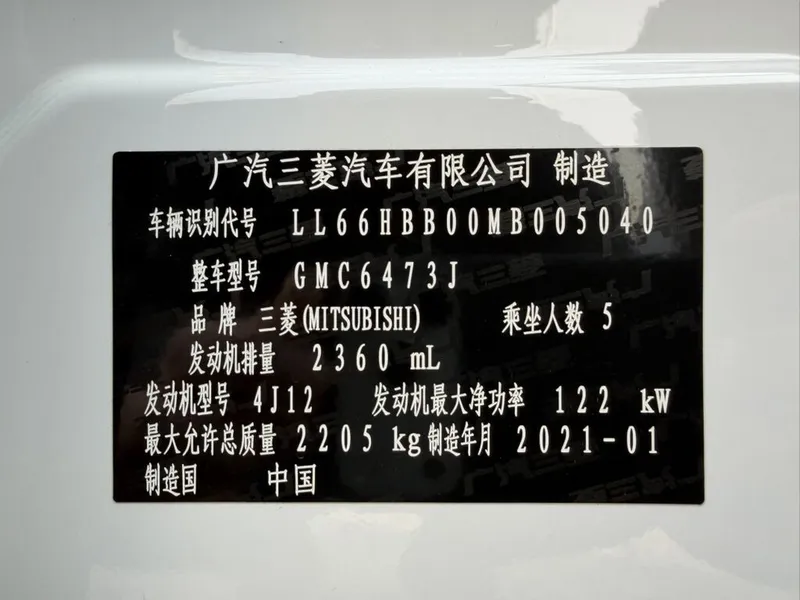 广汽三菱汽车有限公司 制造
车辆识别代号 LL66HBB00MB005040
整车型号 GMC6473J
品牌 三菱(MITSUBISHI) 乘坐人数 5
发动机排量 2360 mL
发动机型号 4J12 发动机最大净功率 122 kW
最大允许总质量 2205 kg 制造年月 2021-01
制造国 中国